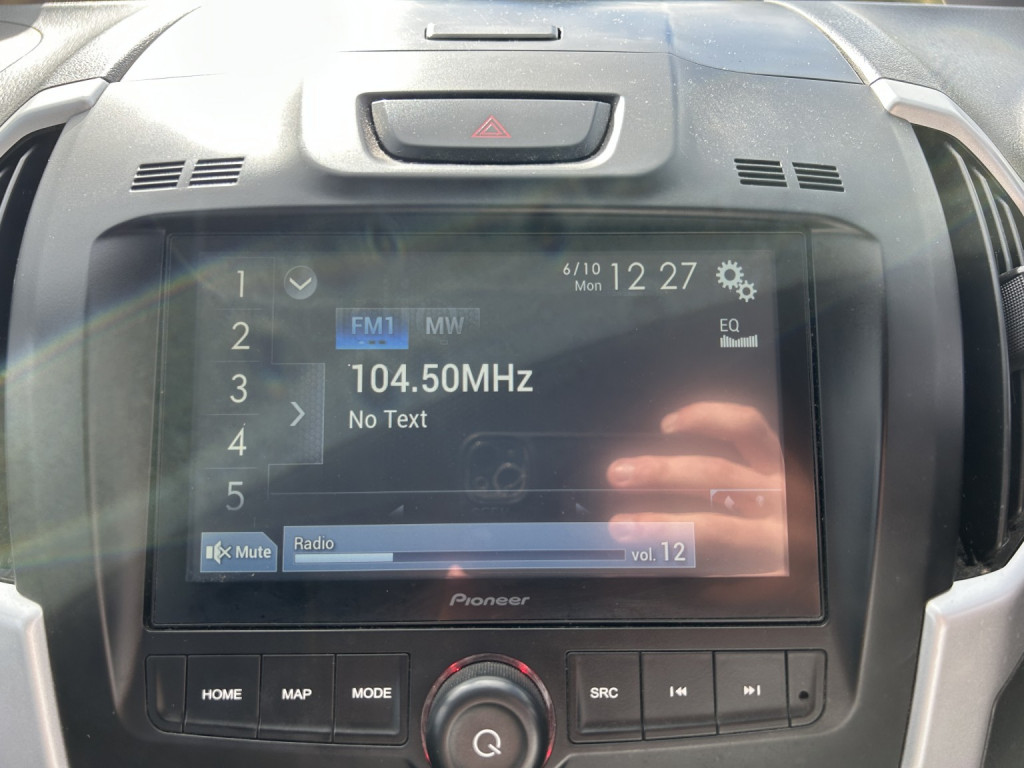 6/10
Mon 12 27
1
2
3
4
5
FM1 MW
EQ
104.50MHz
No Text
Mute
Radio
vol. 12
Pioneer
HOME MAP MODE
SRC